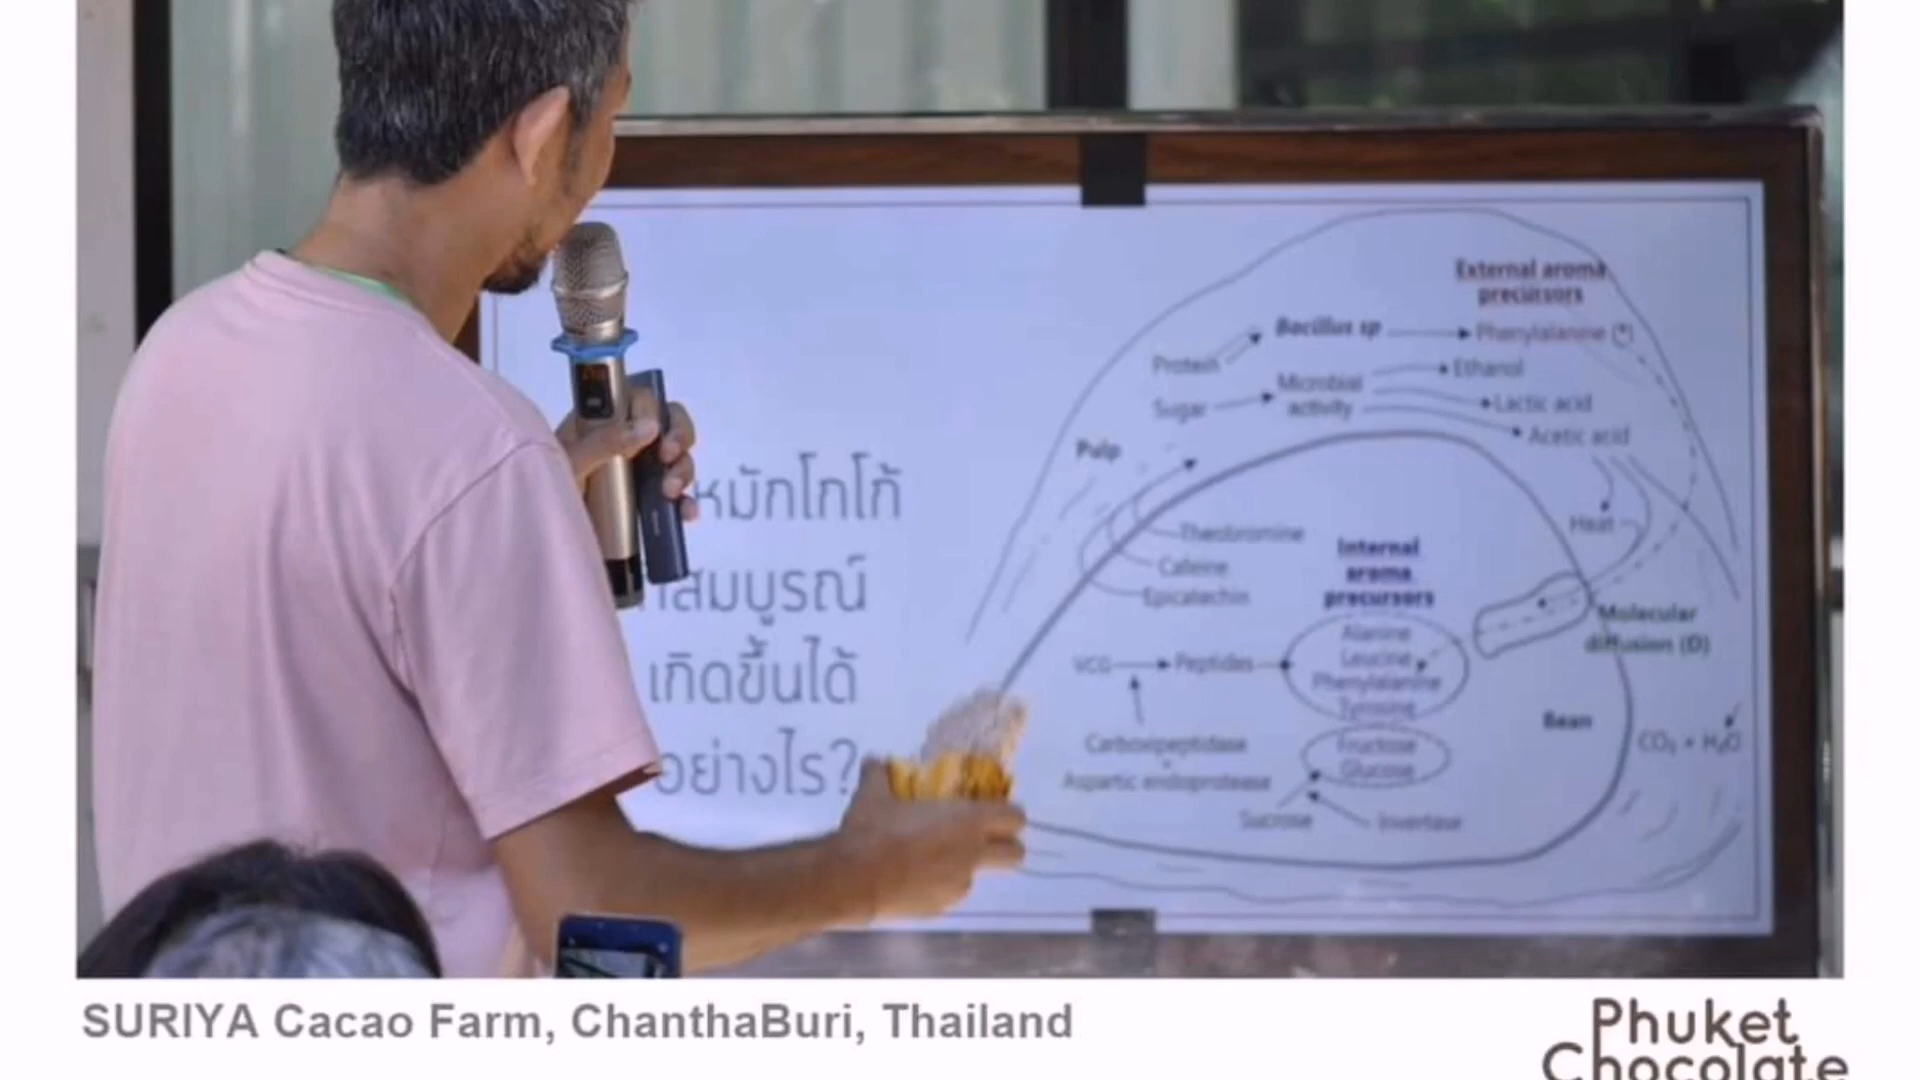 หมักโกโก้
สมบูรณ์
เกิดขึ้นได้
อย่างไร?
External aroma
precursors
Bacillus sp
Phenylalanine (*)
Protein
Ethanol
Microbial
activity
Sugar
Lactic acid
Acetic acid
Pulp
Heat
Theobromine
Cafeine
Epicatechin
Internal
aroma
precursors
Molecular
diffusion (D)
Alanine
Leucine
Phenylalanine
Tyrosine
VCG
Peptides
Bean
CO₂ + H₂O
Carboxipeptidase
Aspartic endoprotease
Fructose
Glucose
Sucrose
Invertase
SURIYA Cacao Farm, ChanthaBuri, Thailand
Phuket
Chocolate